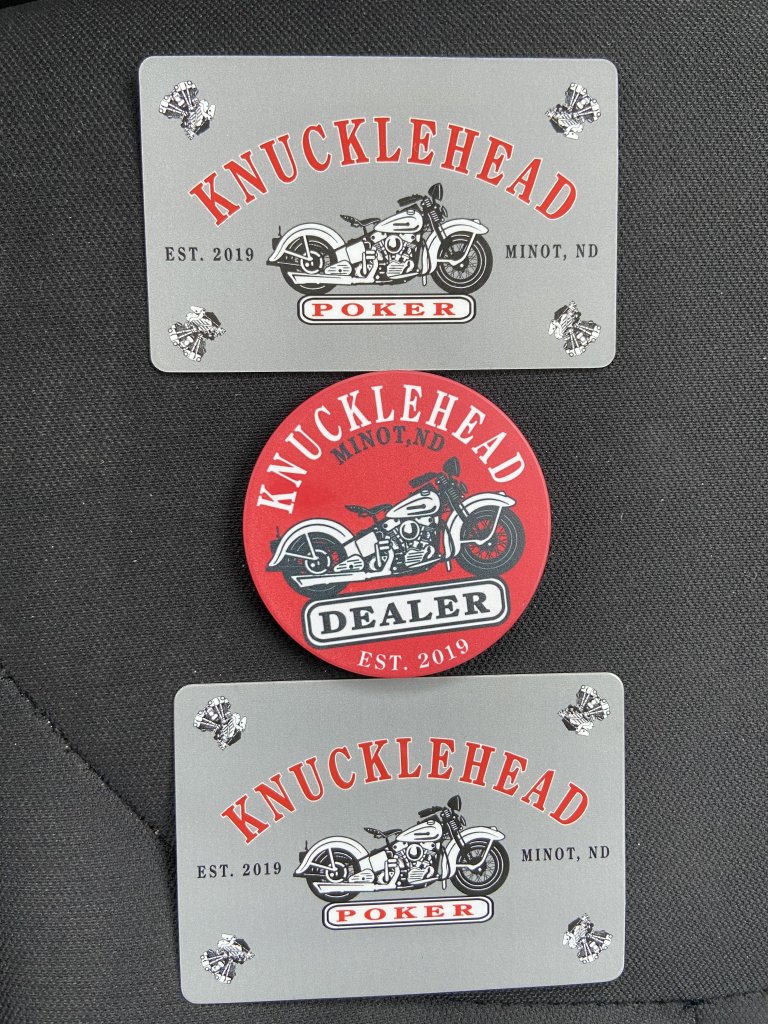 KNUCKLEHEAD
EST. 2019 MINOT, ND
POKER
KNUCKLEHEAD
MINOT,ND
DEALER
EST. 2019
KNUCKLEHEAD
EST. 2019 MINOT, ND
POKER